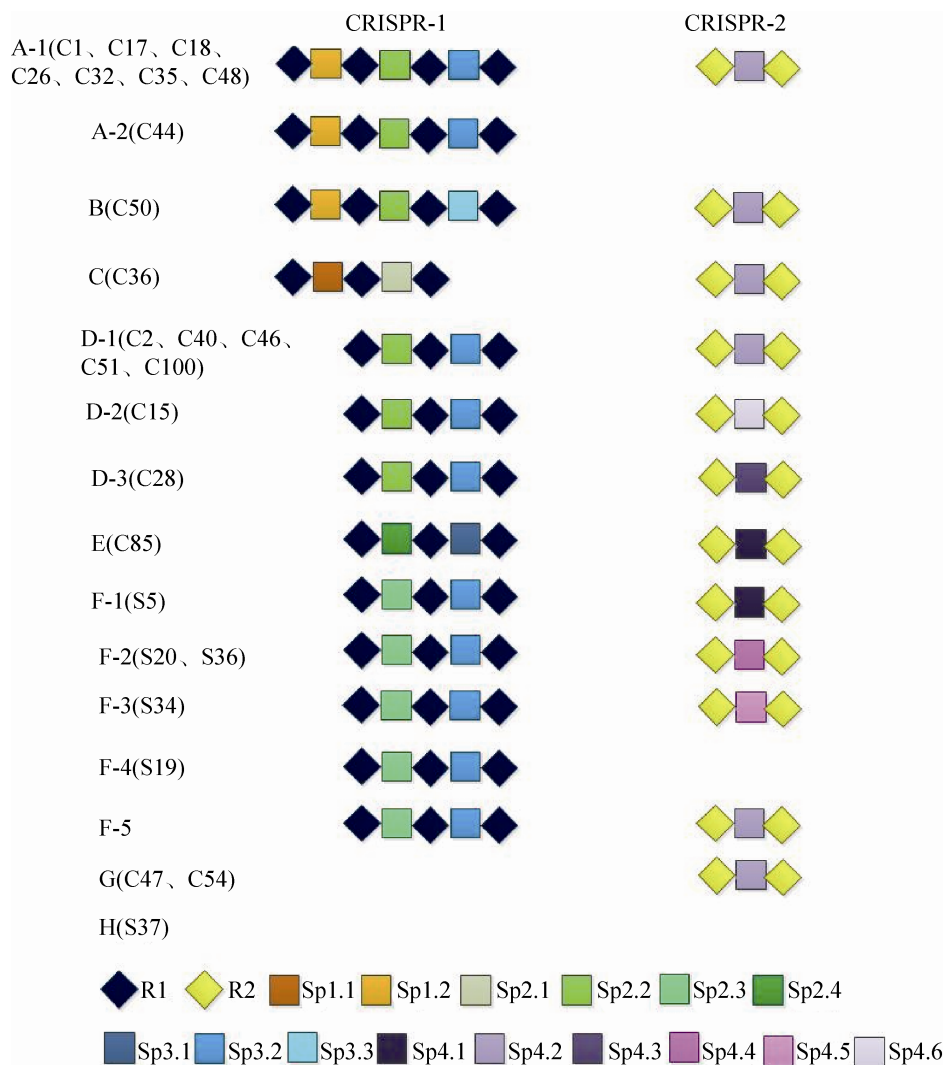 CRISPR-1 CRISPR-2
A-1(C1、C17、C18、
C26、C32、C35、C48)
A-2(C44)
B(C50)
C(C36)
D-1(C2、C40、C46、
C51、C100)
D-2(C15)
D-3(C28)
E(C85)
F-1(S5)
F-2(S20、S36)
F-3(S34)
F-4(S19)
F-5
G(C47、C54)
H(S37)
R1 R2 Sp1.1 Sp1.2 Sp2.1 Sp2.2 Sp2.3 Sp2.4
Sp3.1 Sp3.2 Sp3.3 Sp4.1 Sp4.2 Sp4.3 Sp4.4 Sp4.5 Sp4.6